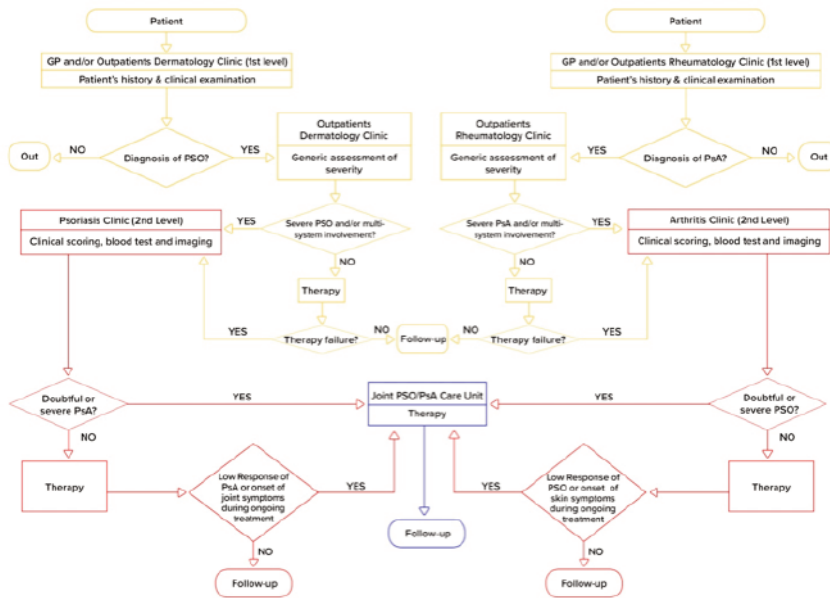 Patient
Patient
GP and/or Outpatients Dermatology Clinic (1st level)
Patient's history & clinical examination
GP and/or Outpatients Rheumatology Clinic (1st level)
Patient's history & clinical examination
Outpatients
Dermatology Clinic
Generic assessment of
severity
Outpatients
Rheumatology Clinic
Generic assessment of
severity
Out
NO
Diagnosis of PSO?
YES
YES
Diagnosis of PsA?
NO
Out
Psoriasis Clinic (2nd Level)
Clinical scoring, blood test and imaging
YES
Severe PSO and/or multi-
system involvement?
NO
Severe PsA and/or multi-
system involvement?
YES
NO
Arthritis Clinic (2nd Level)
Clinical scoring, blood test and imaging
Therapy
Therapy
YES
Therapy failure?
NO
Follow-up
NO
Therapy failure?
YES
Doubtful or
severe PsA?
YES
NO
Joint PSO/PsA Care Unit
Therapy
YES
Doubtful or
severe PSO?
NO
Therapy
Low Response of
PsA or onset of
joint symptoms
during ongoing
treatment
YES
NO
Follow-up
YES
Low Response of
PSO or onset of
skin symptoms
during ongoing
treatment
NO
Therapy
Follow-up
Follow-up